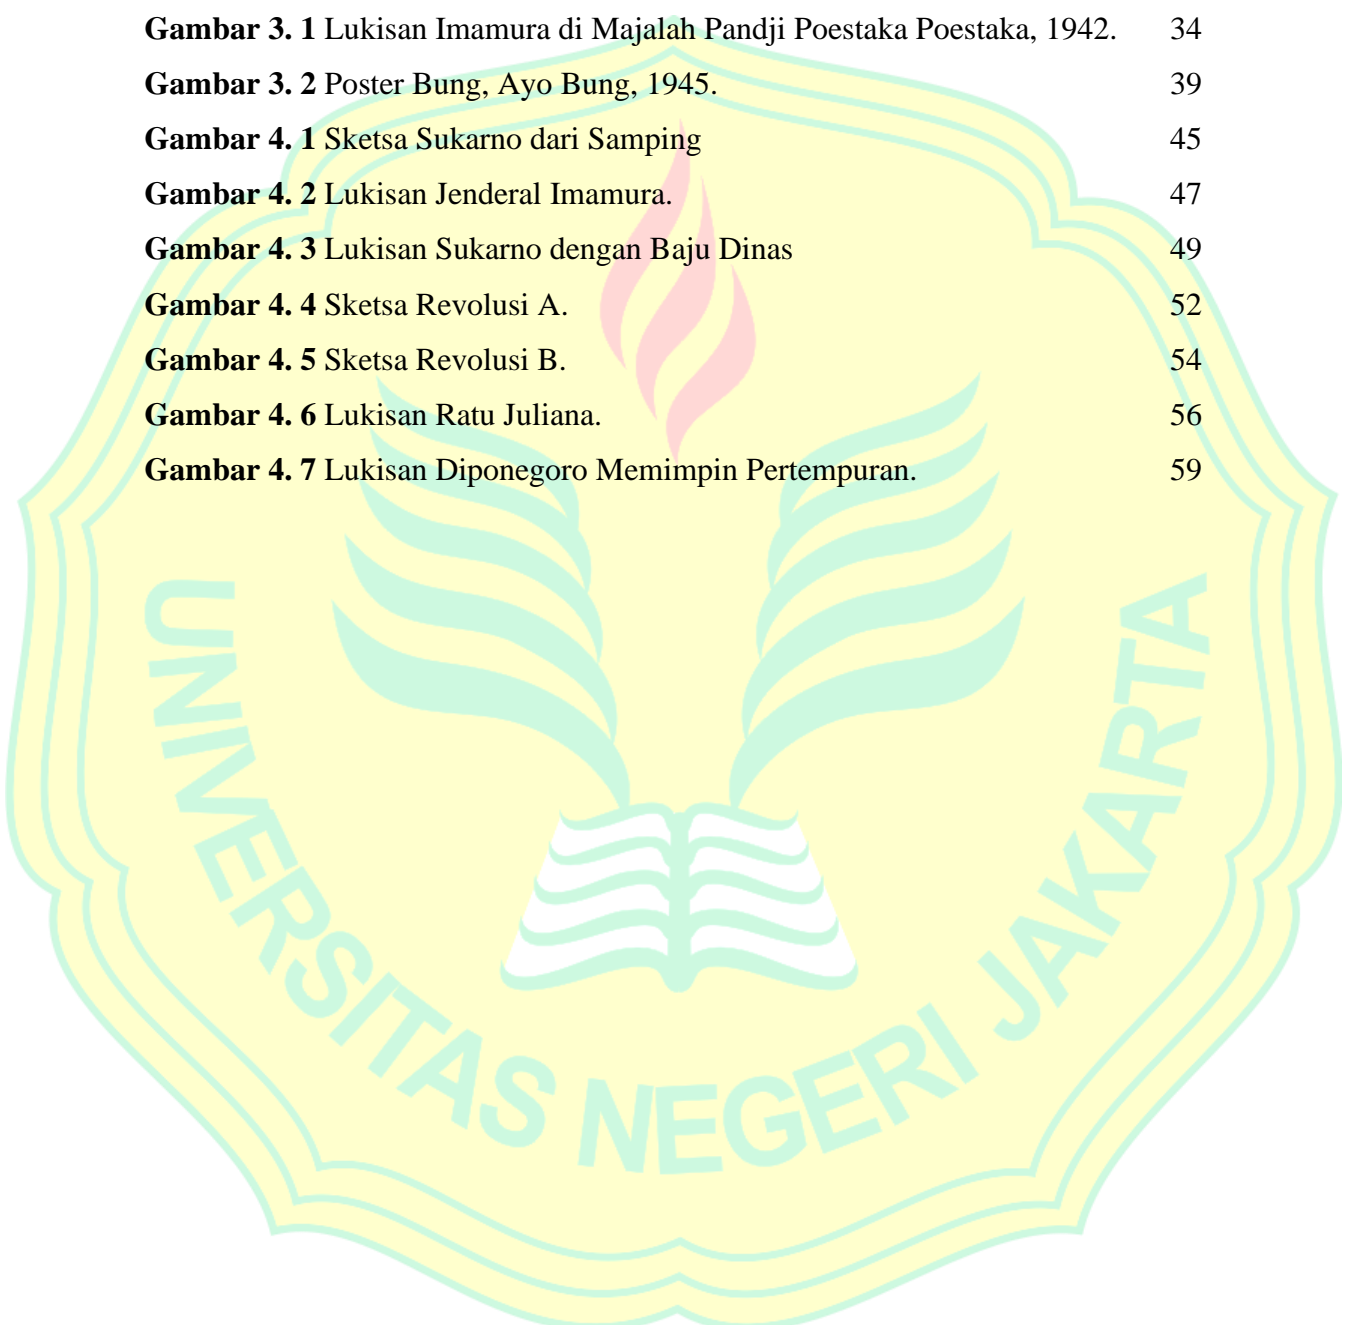 Gambar 3. 1 Lukisan Imamura di Majalah Pandji Poestaka Poestaka, 1942. 34
Gambar 3. 2 Poster Bung, Ayo Bung, 1945. 39
Gambar 4. 1 Sketsa Sukarno dari Samping 45
Gambar 4. 2 Lukisan Jenderal Imamura. 47
Gambar 4. 3 Lukisan Sukarno dengan Baju Dinas 49
Gambar 4. 4 Sketsa Revolusi A. 52
Gambar 4. 5 Sketsa Revolusi B. 54
Gambar 4. 6 Lukisan Ratu Juliana. 56
Gambar 4. 7 Lukisan Diponegoro Memimpin Pertempuran. 59
UNIVERSITAS NEGERI JAKARTA